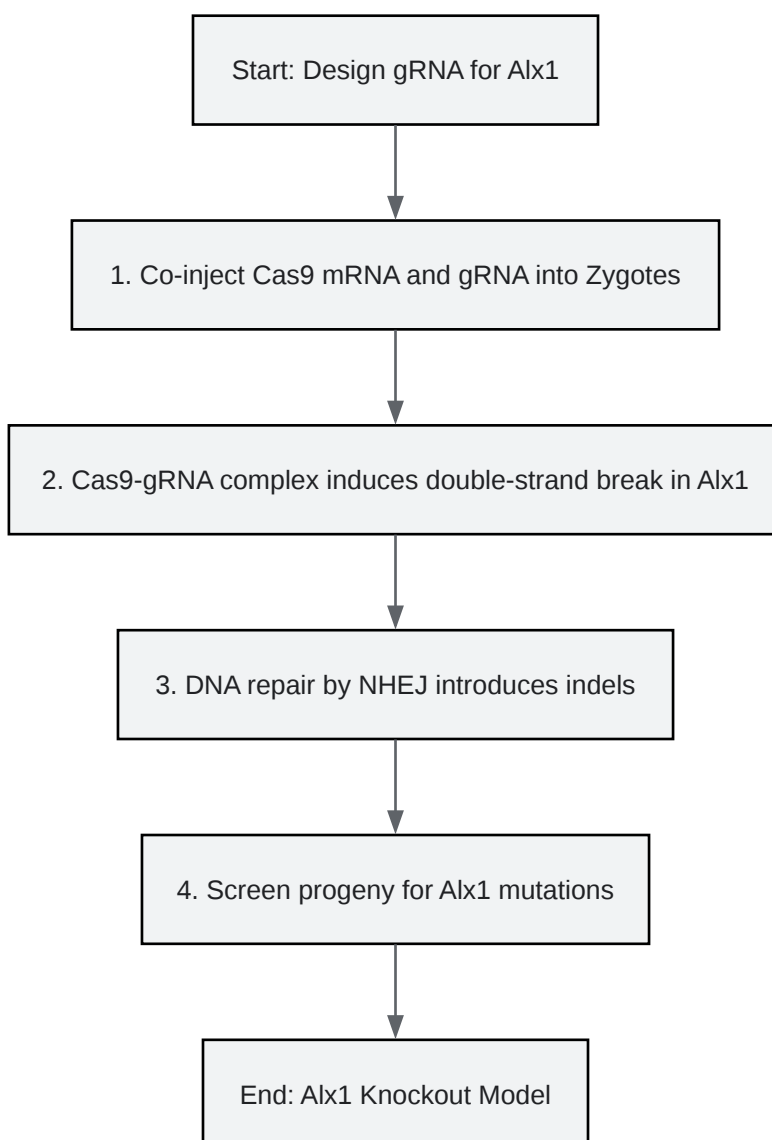 Start: Design gRNA for Alx1
1. Co-inject Cas9 mRNA and gRNA into Zygotes
2. Cas9-gRNA complex induces double-strand break in Alx1
3. DNA repair by NHEJ introduces indels
4. Screen progeny for Alx1 mutations
End: Alx1 Knockout Model